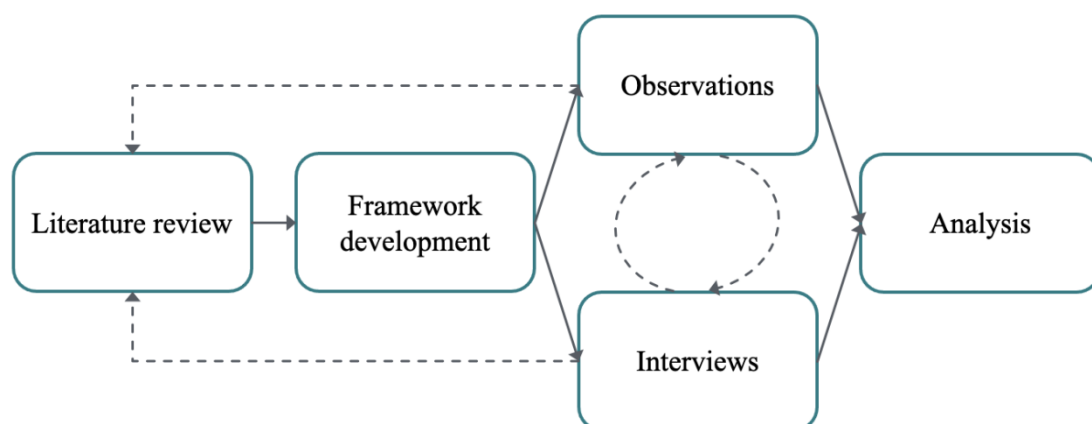 Observations
Literature review
Framework
development
Analysis
Interviews